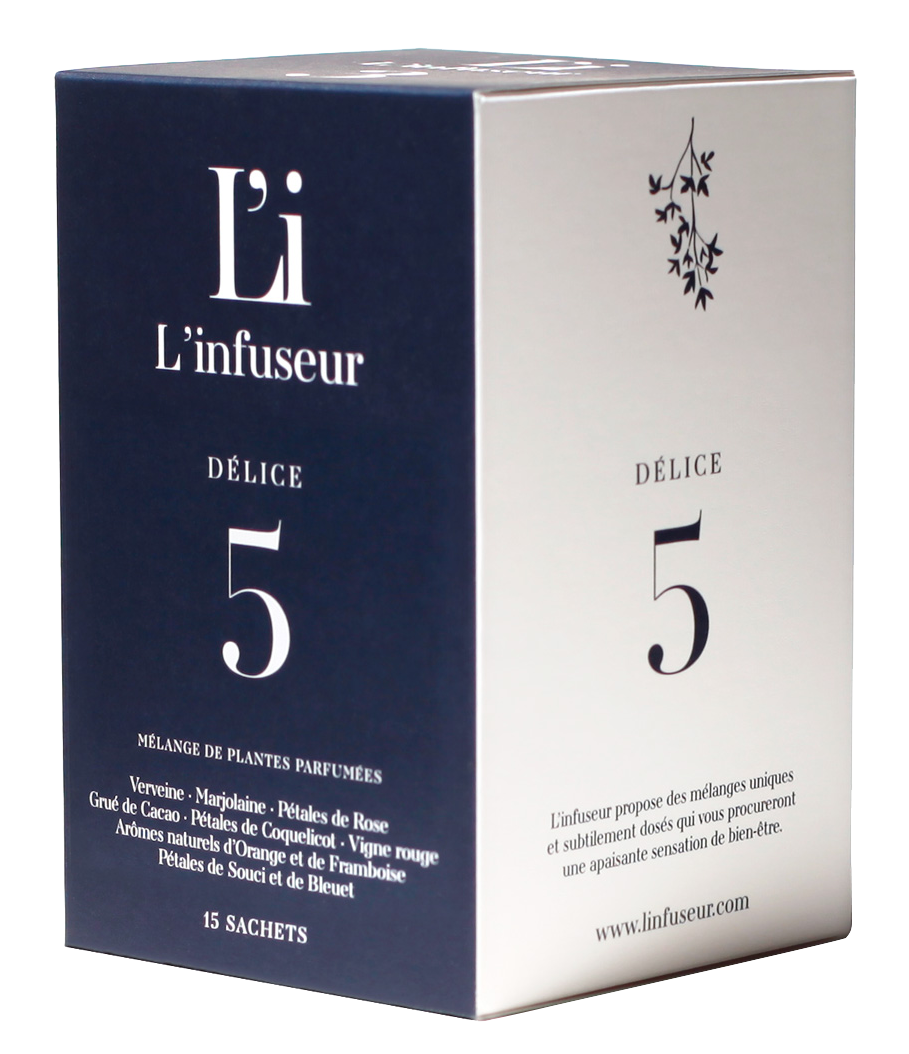 L'i
L'infuseur
DÉLICE
5
MÉLANGE DE PLANTES PARFUMÉES
Verveine · Marjolaine · Pétales de Rose
Grué de Cacao · Pétales de Coquelicot · Vigne rouge
Arômes naturels d'Orange et de Framboise
Pétales de Souci et de Bleuet
15 SACHETS
DÉLICE
5
L'infuseur propose des mélanges uniques
et subtilement dosés qui vous procureront
une apaisante sensation de bien-être.
www.linfuseur.com